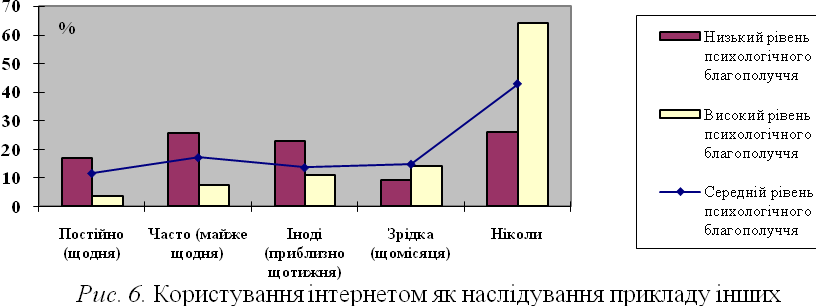 70
60
50
40
30
20
10
0
%
Постійно
(щодня)
Часто (майже
щодня)
Іноді
(приблизно
щотижня)
Зрідка
(щомісяця)
Ніколи
Низький рівень
психологічного
благополуччя
Високий рівень
психологічного
благополуччя
Середній рівень
психологічного
благополуччя
Рис. 6. Користування інтернетом як наслідування прикладу інших